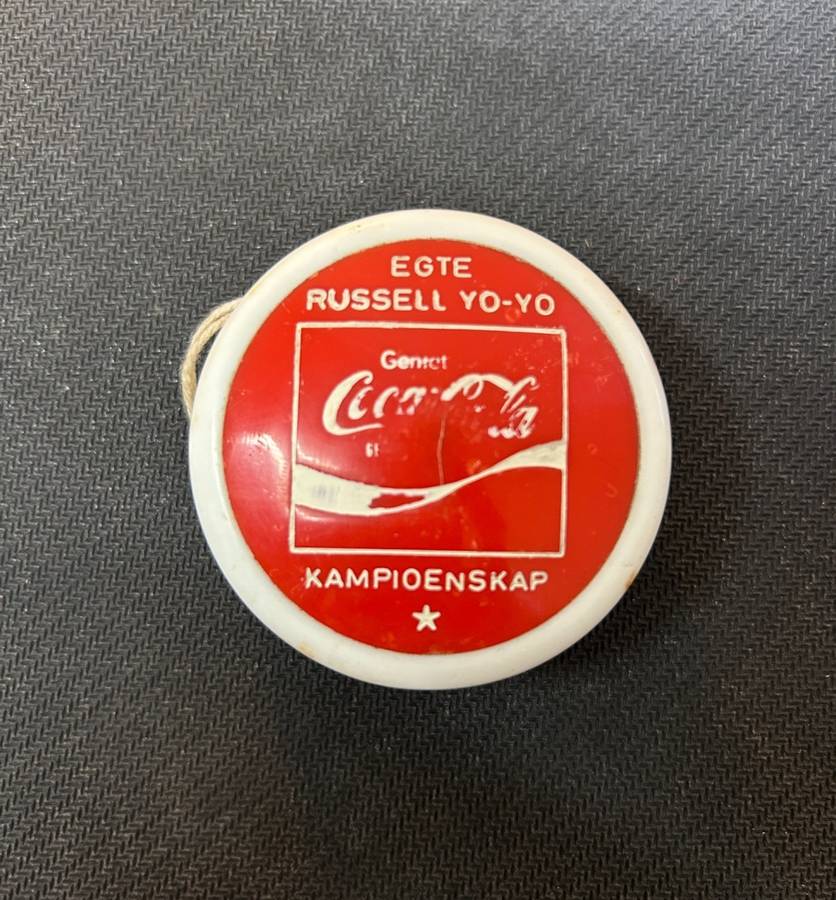 EGTE
RUSSELL YO-YO
Geniet
Coca-Cola
KAMPIOENSKAP